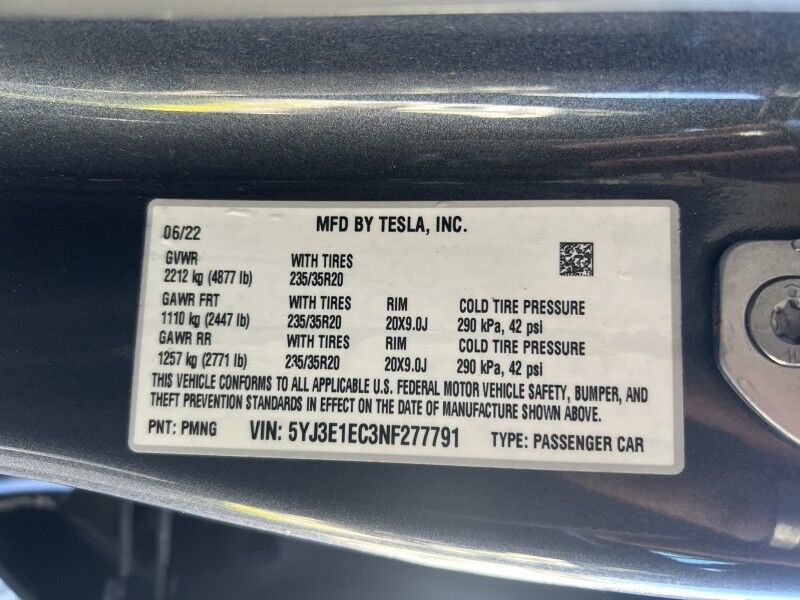 MFD BY TESLA, INC.
06/22
GVWR WITH TIRES
2212 kg (4877 lb) 235/35R20
GAWR FRT WITH TIRES RIM COLD TIRE PRESSURE
1110 kg (2447 lb) 235/35R20 20X9.0J 290 kPa, 42 psi
GAWR RR WITH TIRES RIM COLD TIRE PRESSURE
1257 kg (2771 lb) 235/35R20 20X9.0J 290 kPa, 42 psi
THIS VEHICLE CONFORMS TO ALL APPLICABLE U.S. FEDERAL MOTOR VEHICLE SAFETY, BUMPER, AND
THEFT PREVENTION STANDARDS IN EFFECT ON THE DATE OF MANUFACTURE SHOWN ABOVE.
PNT: PMNG VIN: 5YJ3E1EC3NF277791 TYPE: PASSENGER CAR